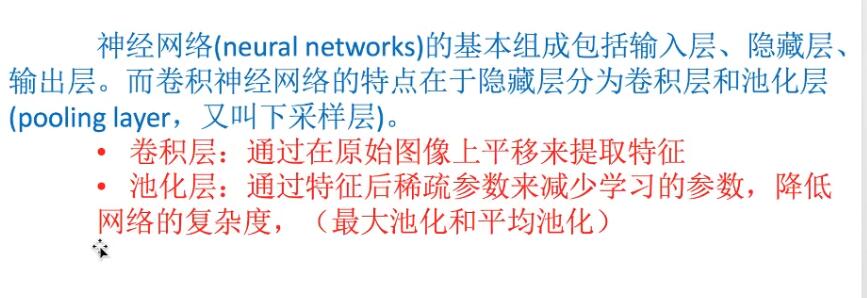 神经网络(neural networks)的基本组成包括输入层、隐藏层、
输出层。而卷积神经网络的特点在于隐藏层分为卷积层和池化层
(pooling layer，又叫下采样层)。
• 卷积层：通过在原始图像上平移来提取特征
• 池化层：通过特征后稀疏参数来减少学习的参数，降低
网络的复杂度，（最大池化和平均池化）